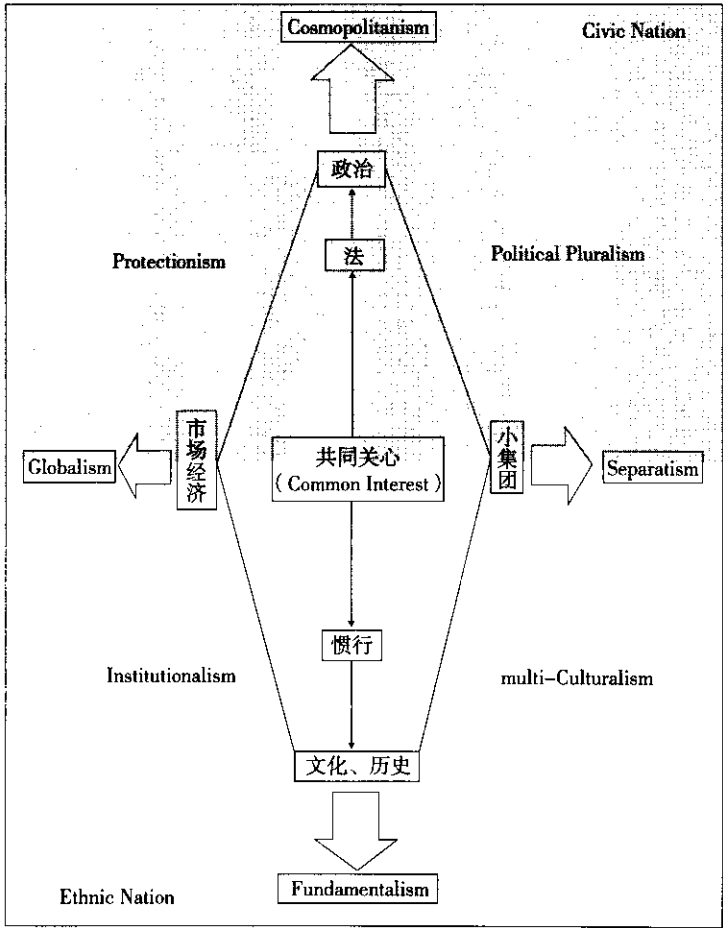 Cosmopolitanism
Civic Nation
政治
法
Protectionism
Political Pluralism
Globalism
市场经济
共同关心
( Common Interest )
小集团
Separatism
惯行
Institutionalism
multi-Culturalism
文化、历史
Fundamentalism
Ethnic Nation